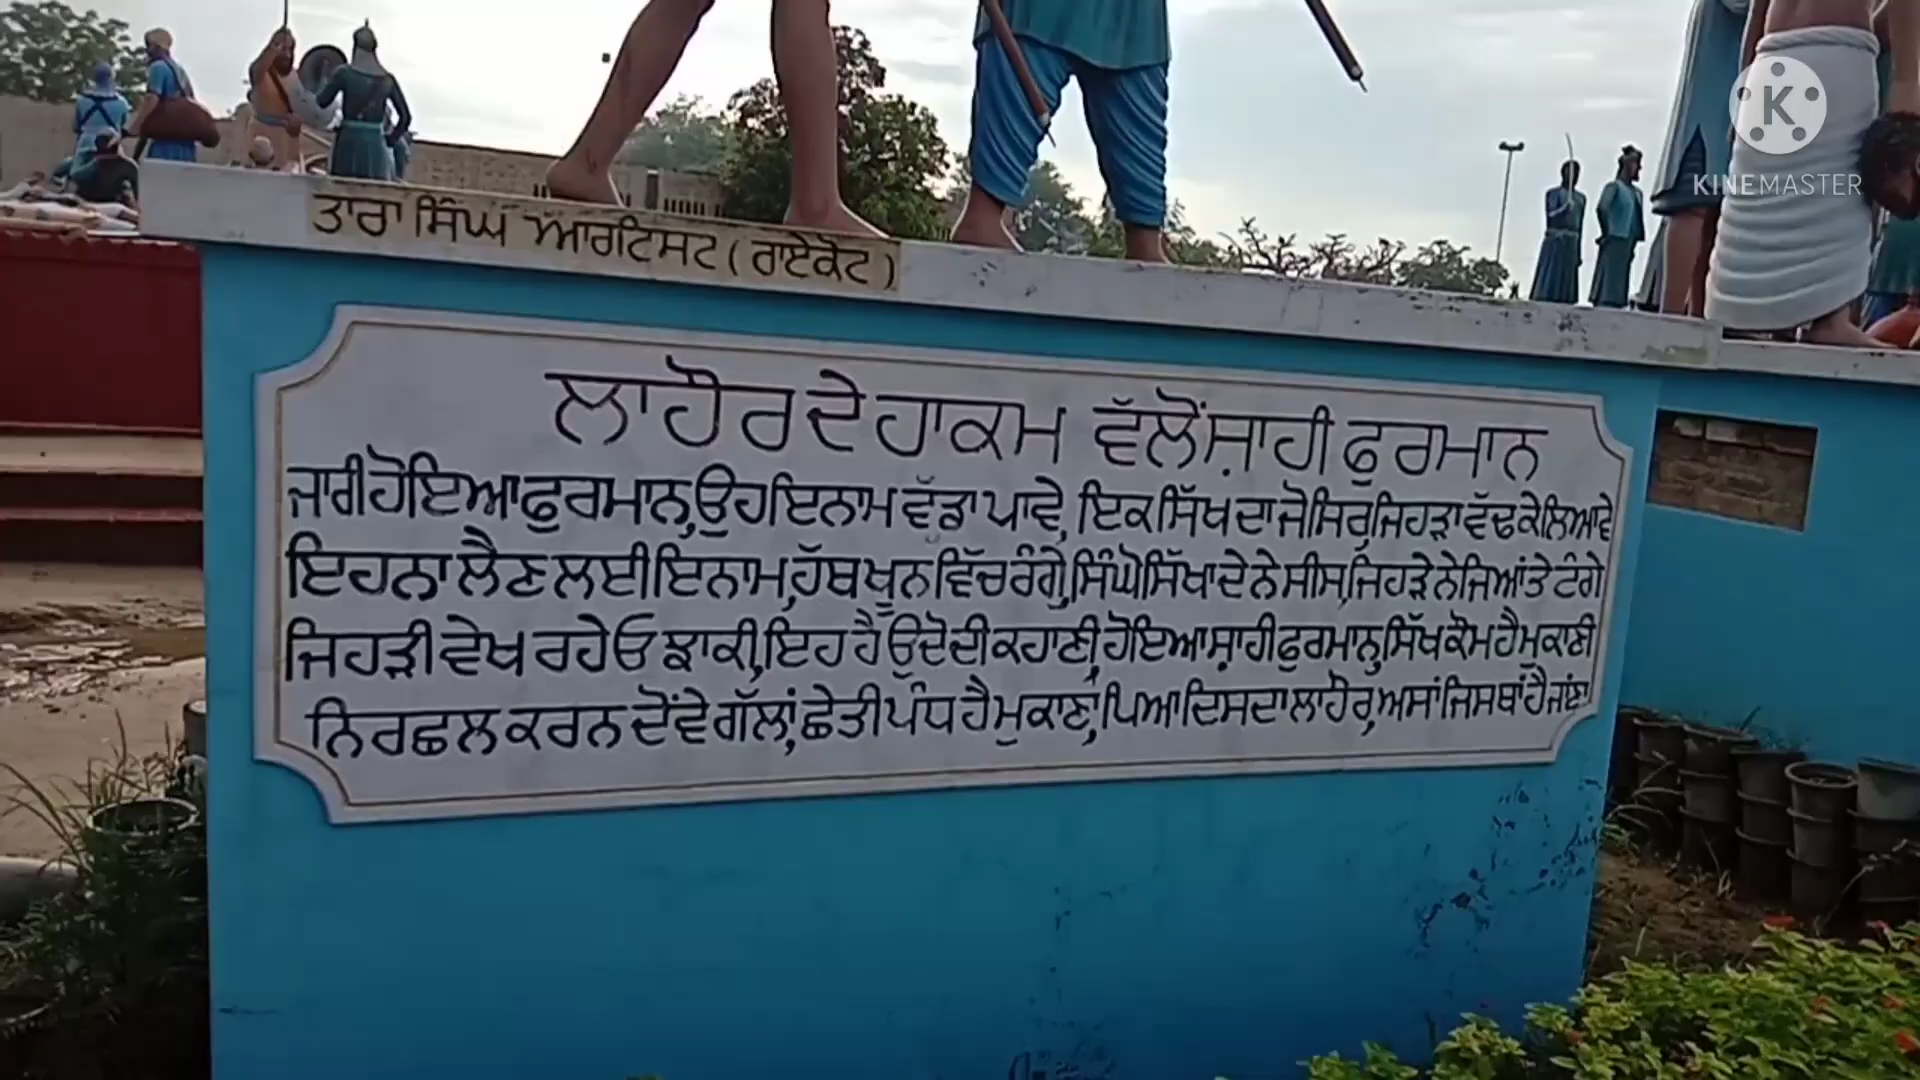 KINEMASTER
ਤਾਰਾ ਸਿੰਘ ਆਰਟਿਸਟ ( ਰਾਏਕੋਟ )
ਲਾਹੌਰ ਦੇ ਹਾਕਮ ਵੱਲੋਂ ਸ਼ਾਹੀ ਫੁਰਮਾਨ
ਜਾਰੀ ਹੋਇਆ ਫੁਰਮਾਨ, ਉਹ ਇਨਾਮ ਵੱਡਾ ਪਾਵੇ, ਇਕ ਸਿੱਖ ਦਾ ਜੋ ਸਿਰ, ਜਿਹੜਾ ਵੱਢ ਕੇ ਲਿਆਵੇ
ਇਹਨਾ ਲੈਣ ਲਈ ਇਨਾਮ, ਹੱਥ ਖੂਨ ਵਿੱਚ ਰੰਗੇ, ਸਿੰਘੋ ਸਿੱਖਾ ਦੇ ਨੇ ਸੀਸ, ਜਿਹੜੇ ਨੇਜਿਆਂ ਤੇ ਟੰਗੇ
ਜਿਹੜੀ ਵੇਖ ਰਹੇ ਓ ਝਾਕੀ, ਇਹ ਹੈ ਉਦੋ ਦੀ ਕਹਾਣੀ, ਹੋਇਆ ਸ਼ਾਹੀ ਫੁਰਮਾਨ, ਸਿੱਖ ਕੌਮ ਹੈ ਮੁਕਾਣੀ
ਨਿਰਛਲ ਕਰਨ ਦੋਂਵੇ ਗੱਲਾਂ, ਛੇਤੀ ਪੰਧ ਹੈ ਮੁਕਾਣਾ, ਪਿਆ ਦਿਸਦਾ ਲਾਹੌਰ, ਅਸਾਂ ਜਿਸ ਥਾਂ ਹੈ ਜਾਂਣਾ